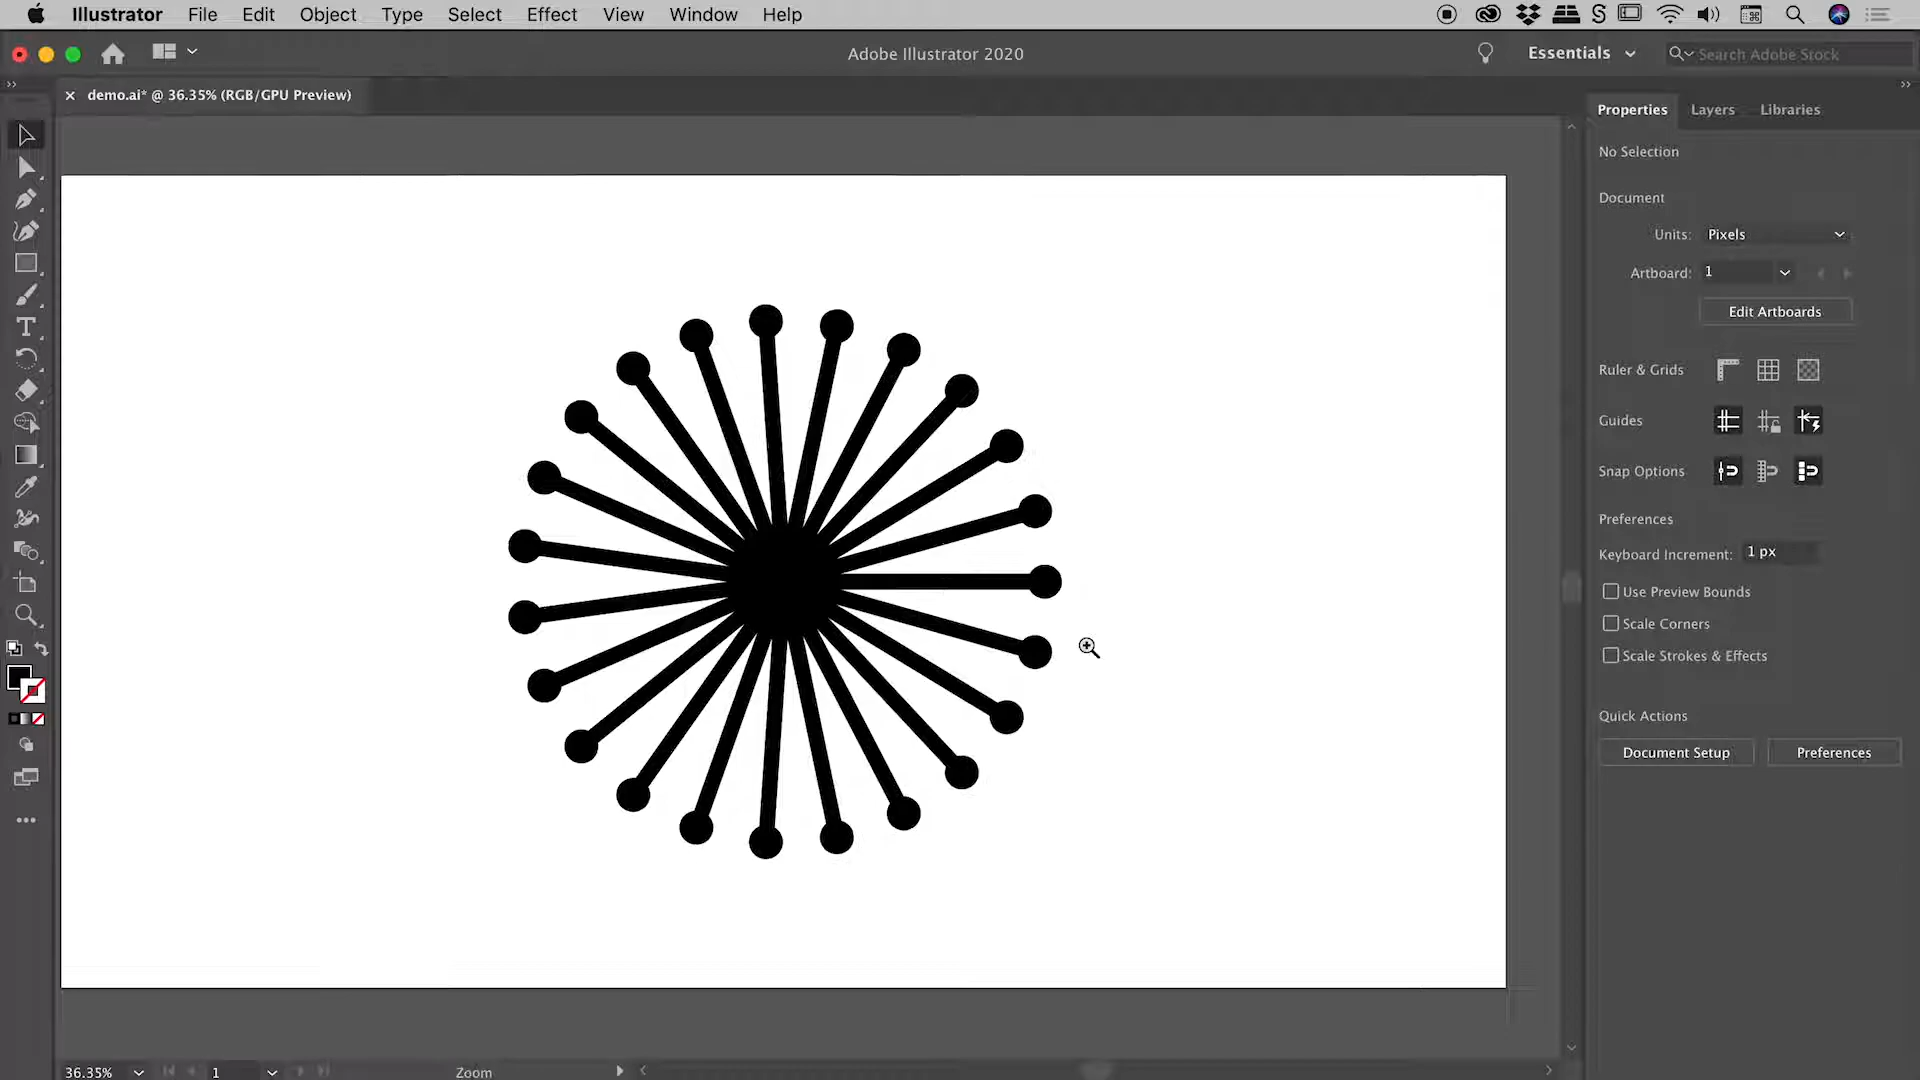 Illustrator File Edit Object Type Select Effect View Window Help
Adobe Illustrator 2020
Essentials
Search Adobe Stock
demo.ai* @ 36.35% (RGB/GPU Preview)
Properties Layers Libraries
No Selection
Document
Units: Pixels
Artboard: 1
Edit Artboards
Ruler & Grids
Guides
Snap Options
Preferences
Keyboard Increment: 1 px
Use Preview Bounds
Scale Corners
Scale Strokes & Effects
Quick Actions
Document Setup Preferences
36.35% 1 Zoom